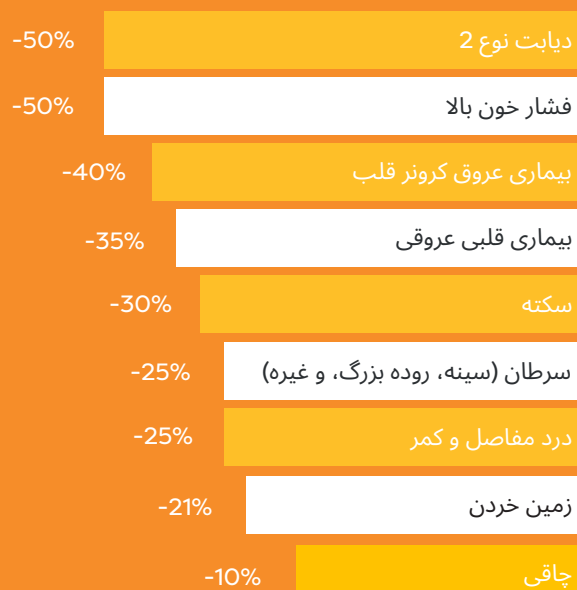 دیابت نوع 2 -50%
فشار خون بالا -50%
بیماری عروق کرونر قلب -40%
بیماری قلبی عروقی -35%
سکته -30%
سرطان (سینه، روده بزرگ، و غیره) -25%
درد مفاصل و کمر -25%
زمین خردن -21%
چاقی -10%